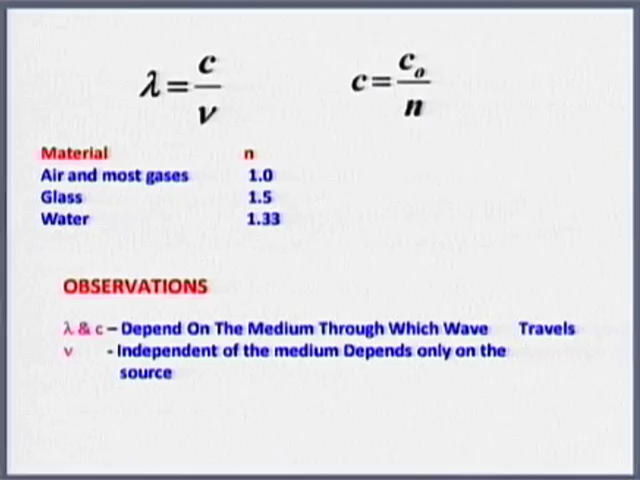 λ = c/ν    c = c₀/n
Material n
Air and most gases 1.0
Glass 1.5
Water 1.33
OBSERVATIONS
λ & c – Depend On The Medium Through Which Wave Travels
ν - Independent of the medium Depends only on the
source